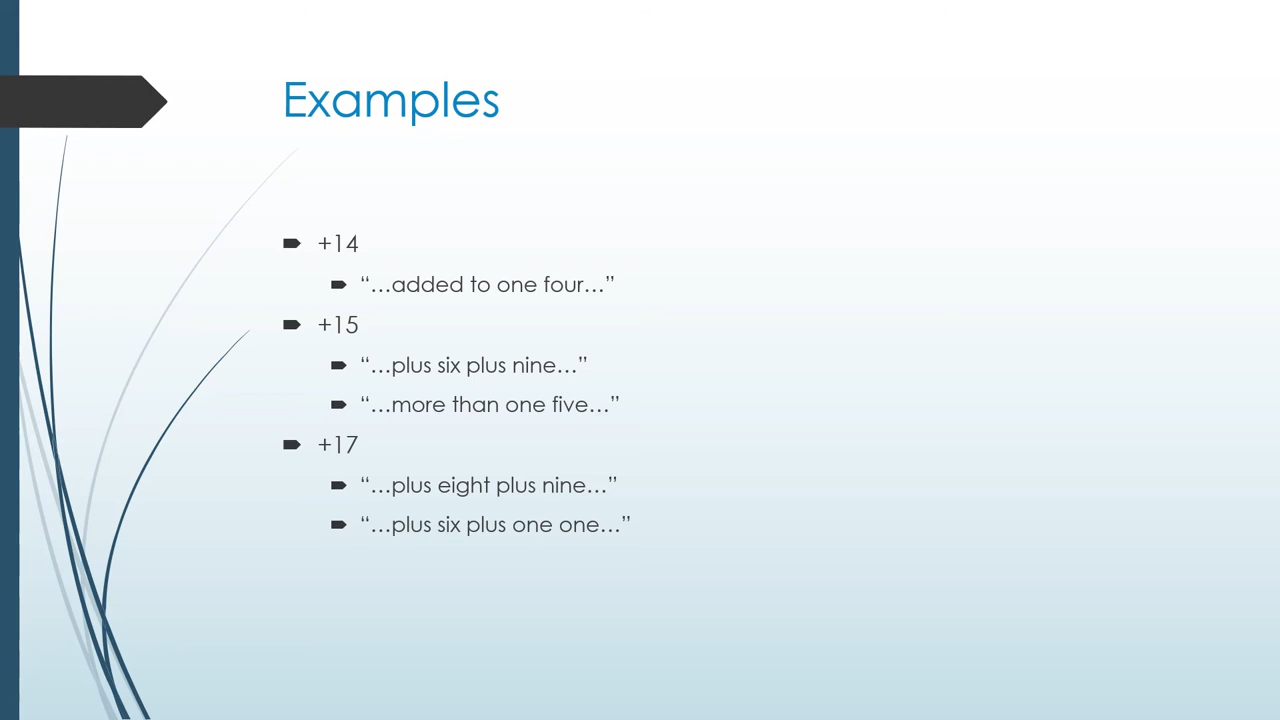 Examples
+14
“…added to one four…”
+15
“…plus six plus nine…”
“…more than one five…”
+17
“…plus eight plus nine…”
“…plus six plus one one…”